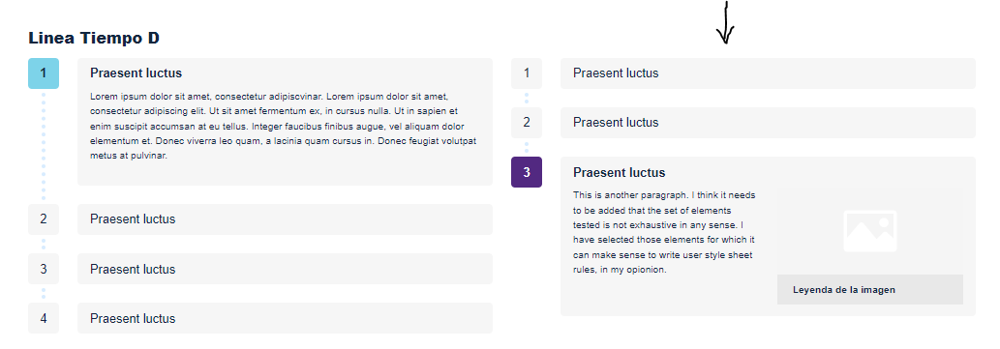 Linea Tiempo D
1
Praesent luctus
Lorem ipsum dolor sit amet, consectetur adipiscvinar. Lorem ipsum dolor sit amet,
consectetur adipiscing elit. Ut sit amet fermentum ex, in cursus nulla. Ut in sapien et
enim suscipit accumsan at eu tellus. Integer faucibus finibus augue, vel aliquam dolor
elementum et. Donec viverra leo quam, a lacinia quam cursus in. Donec feugiat volutpat
metus at pulvinar.
2
Praesent luctus
3
Praesent luctus
4
Praesent luctus
1
Praesent luctus
2
Praesent luctus
3
Praesent luctus
This is another paragraph. I think it needs
to be added that the set of elements
tested is not exhaustive in any sense. I
have selected those elements for which it
can make sense to write user style sheet
rules, in my opionion.
Leyenda de la imagen